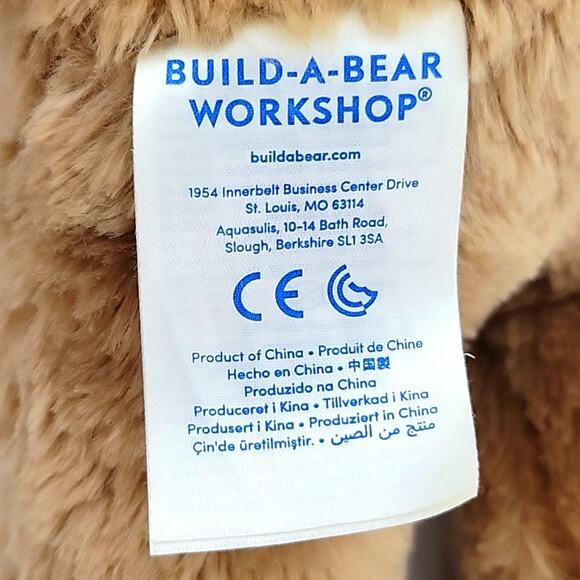 BUILD-A-BEAR
WORKSHOP®
buildabear.com
1954 Innerbelt Business Center Drive
St. Louis, MO 63114
Aquasulis, 10-14 Bath Road,
Slough, Berkshire SL1 3SA
CE
Product of China • Produit de Chine
Hecho en China • 中国製
Produzido na China
Produceret i Kina • Tillverkad i Kina
Produsert i Kina • Produziert in China
Çin'de üretilmiştir. • منتج من الصين